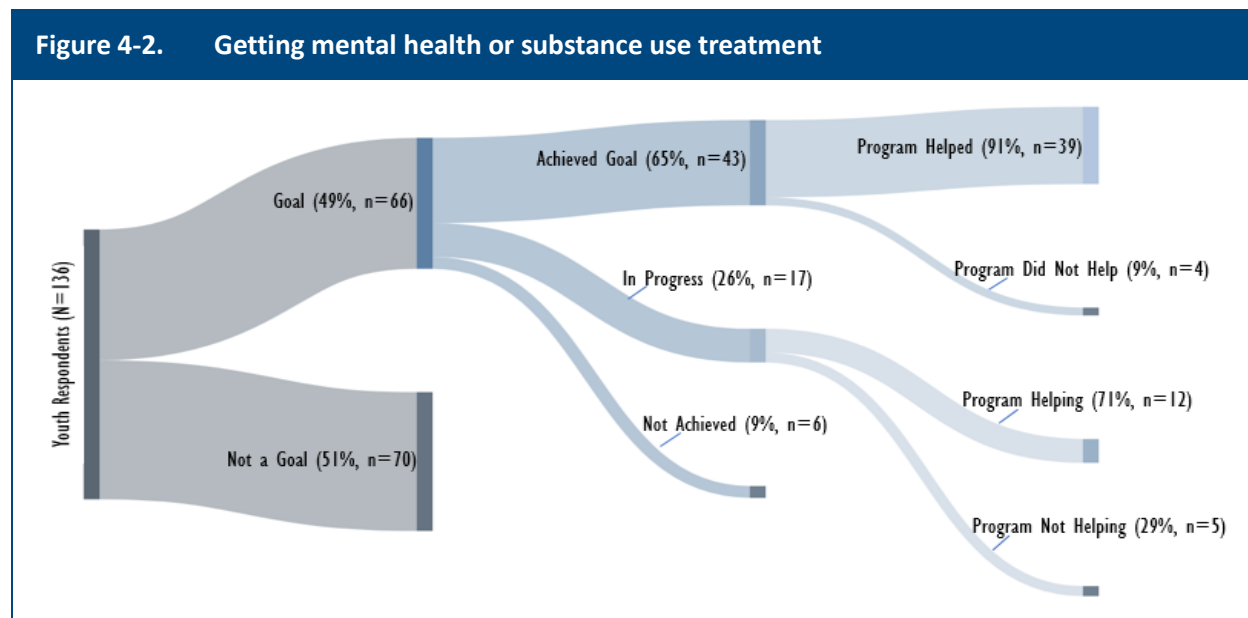 Figure 4-2. Getting mental health or substance use treatment
Youth Respondents (N=136)
Goal (49%, n=66)
Not a Goal (51%, n=70)
Achieved Goal (65%, n=43)
In Progress (26%, n=17)
Not Achieved (9%, n=6)
Program Helped (91%, n=39)
Program Did Not Help (9%, n=4)
Program Helping (71%, n=12)
Program Not Helping (29%, n=5)